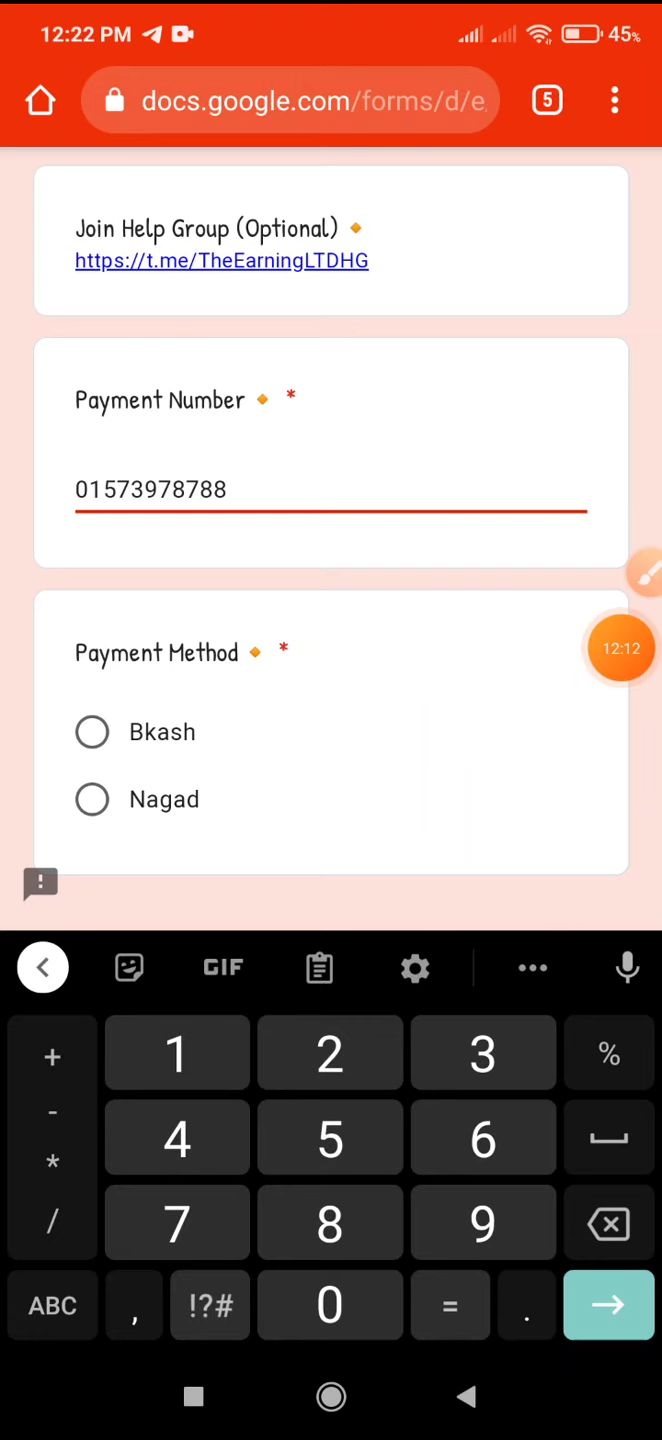 12:22 PM 45%
docs.google.com/forms/d/e 5
Join Help Group (Optional) 🔸
https://t.me/TheEarningLTDHG
Payment Number 🔸 *
01573978788
Payment Method 🔸 *
12:12
Bkash
Nagad
!
GIF
+ 1 2 3 %
- 4 5 6
*
/ 7 8 9
ABC , !?# 0 = .